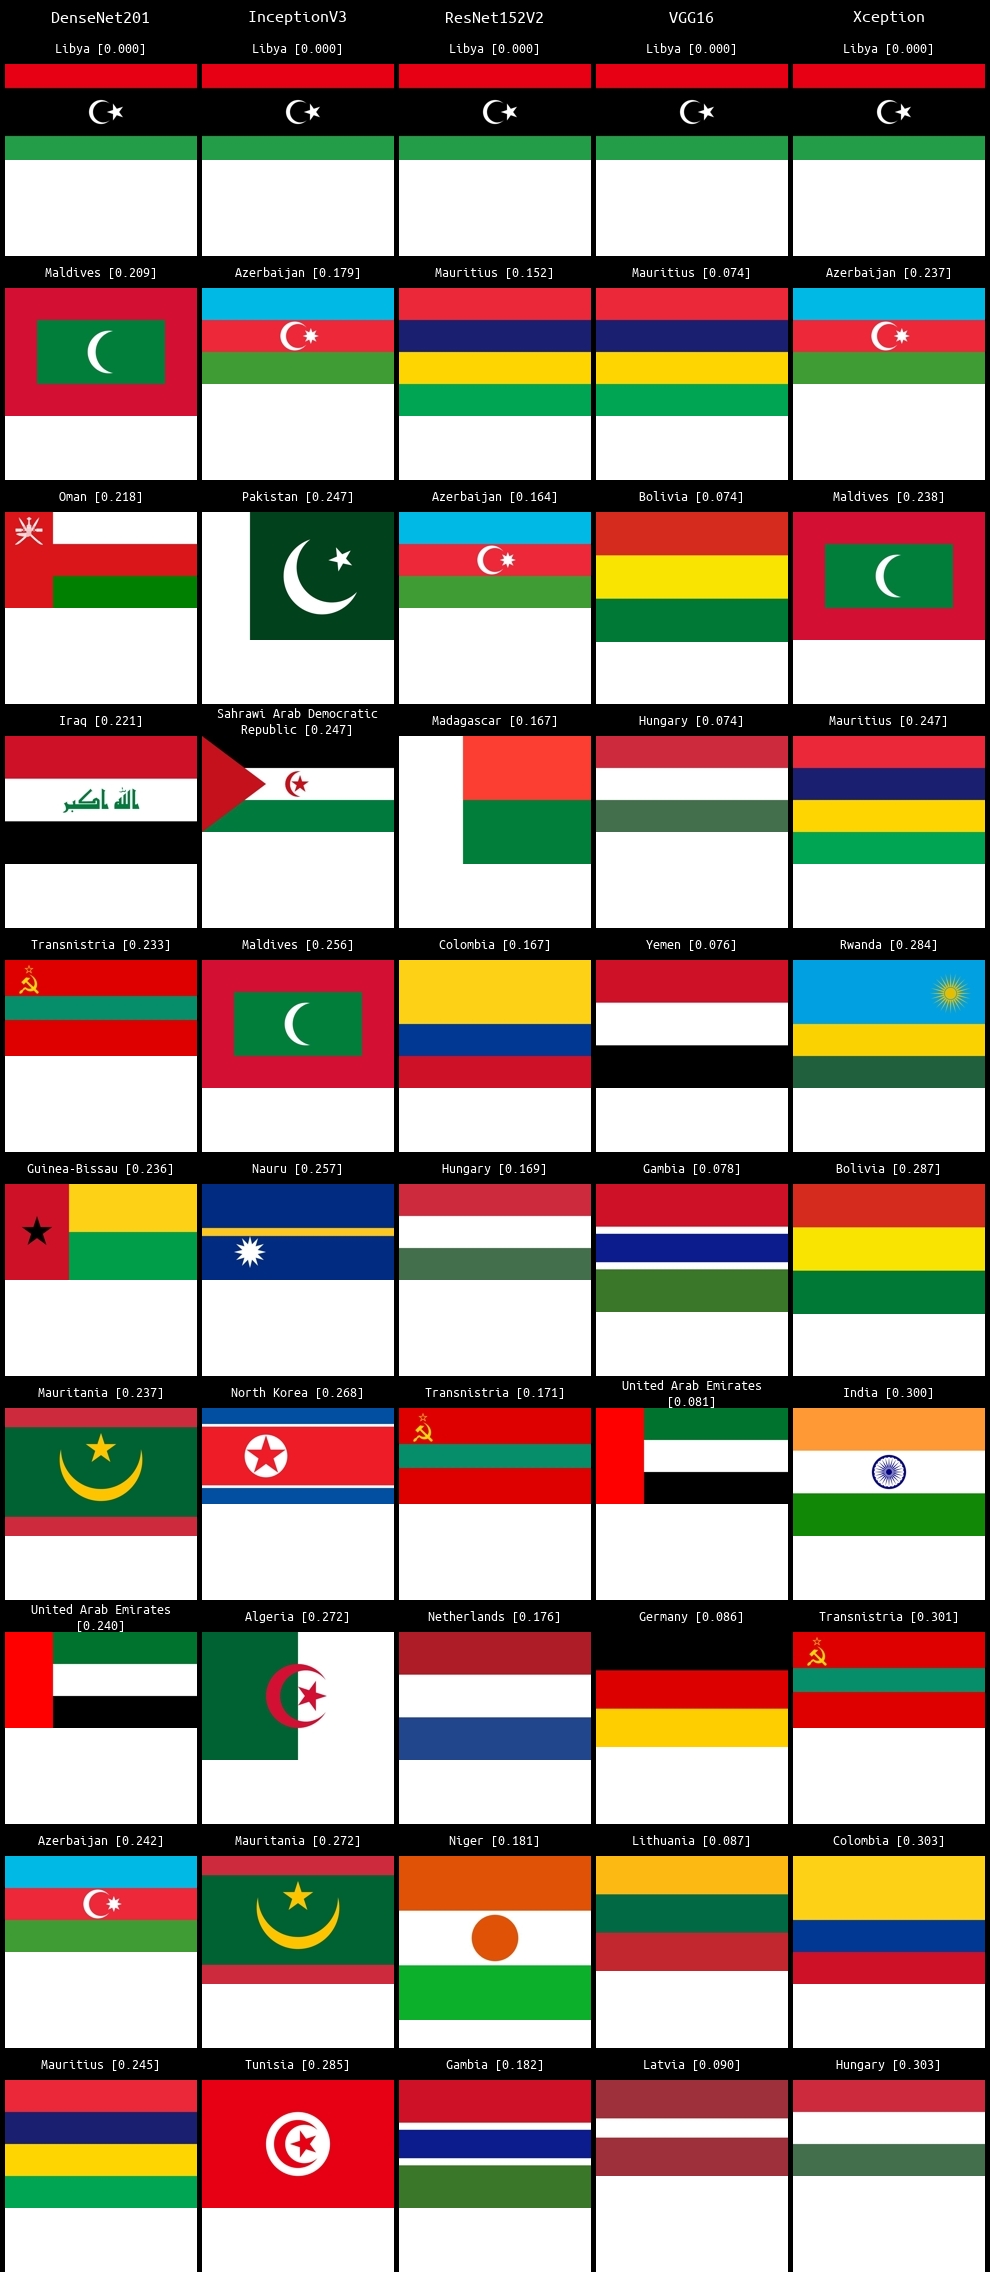 DenseNet201 InceptionV3 ResNet152V2 VGG16 Xception
Libya [0.000] Libya [0.000] Libya [0.000] Libya [0.000] Libya [0.000]
Maldives [0.209] Azerbaijan [0.179] Mauritius [0.152] Mauritius [0.074] Azerbaijan [0.237]
Oman [0.218] Pakistan [0.247] Azerbaijan [0.164] Bolivia [0.074] Maldives [0.238]
Iraq [0.221] Sahrawi Arab Democratic Madagascar [0.167] Hungary [0.074] Mauritius [0.247]
Republic [0.247]
الله اكبر
Transnistria [0.233] Maldives [0.256] Colombia [0.167] Yemen [0.076] Rwanda [0.284]
Guinea-Bissau [0.236] Nauru [0.257] Hungary [0.169] Gambia [0.078] Bolivia [0.287]
Mauritania [0.237] North Korea [0.268] Transnistria [0.171] United Arab Emirates India [0.300]
[0.081]
United Arab Emirates Algeria [0.272] Netherlands [0.176] Germany [0.086] Transnistria [0.301]
[0.240]
Azerbaijan [0.242] Mauritania [0.272] Niger [0.181] Lithuania [0.087] Colombia [0.303]
Mauritius [0.245] Tunisia [0.285] Gambia [0.182] Latvia [0.090] Hungary [0.303]